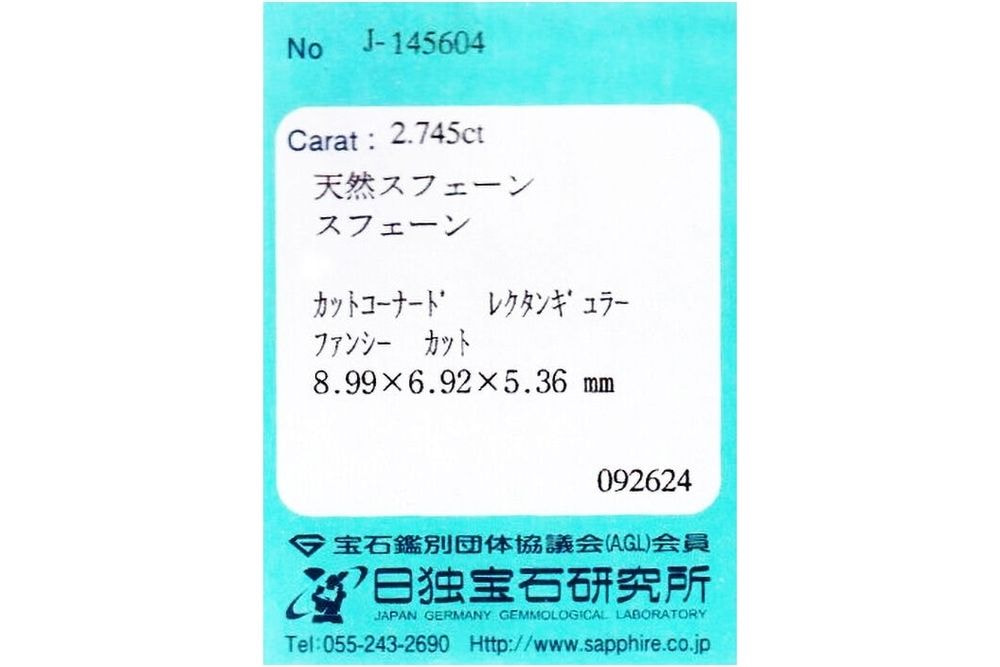 No J-145604
Carat : 2.745ct
天然スフェーン
スフェーン
ｶｯﾄｺｰﾅｰﾄﾞ ﾚｸﾀﾝｷﾞｭﾗｰ
ﾌｧﾝｼｰ ｶｯﾄ
8.99×6.92×5.36 mm
092624
宝石鑑別団体協議会(A.G.L)会員
日独宝石研究所
JAPAN GERMANY GEMMOLOGICAL LABORATORY
Tel:055-243-2690 Http://www.sapphire.co.jp